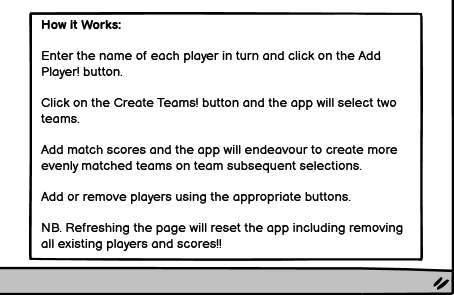 How it Works:
Enter the name of each player in turn and click on the Add
Player! button.
Click on the Create Teams! button and the app will select two
teams.
Add match scores and the app will endeavour to create more
evenly matched teams on team subsequent selections.
Add or remove players using the appropriate buttons.
NB. Refreshing the page will reset the app including removing
all existing players and scores!!